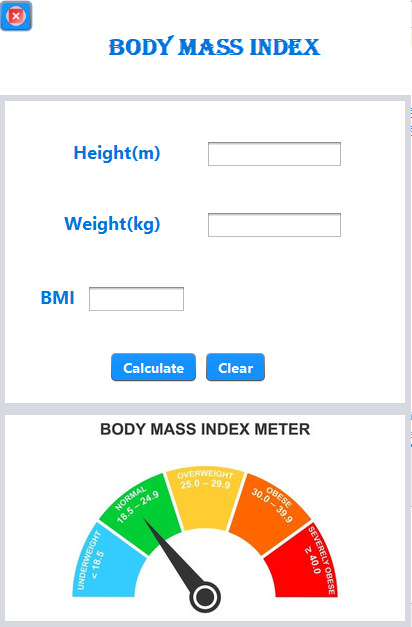 BODY MASS INDEX
Height(m)
Weight(kg)
BMI
Calculate Clear
BODY MASS INDEX METER
UNDERWEIGHT
< 18.5
NORMAL
18.5 – 24.9
OVERWEIGHT
25.0 – 29.9
OBESE
30.0 – 39.9
SEVERELY OBESE
≥ 40.0